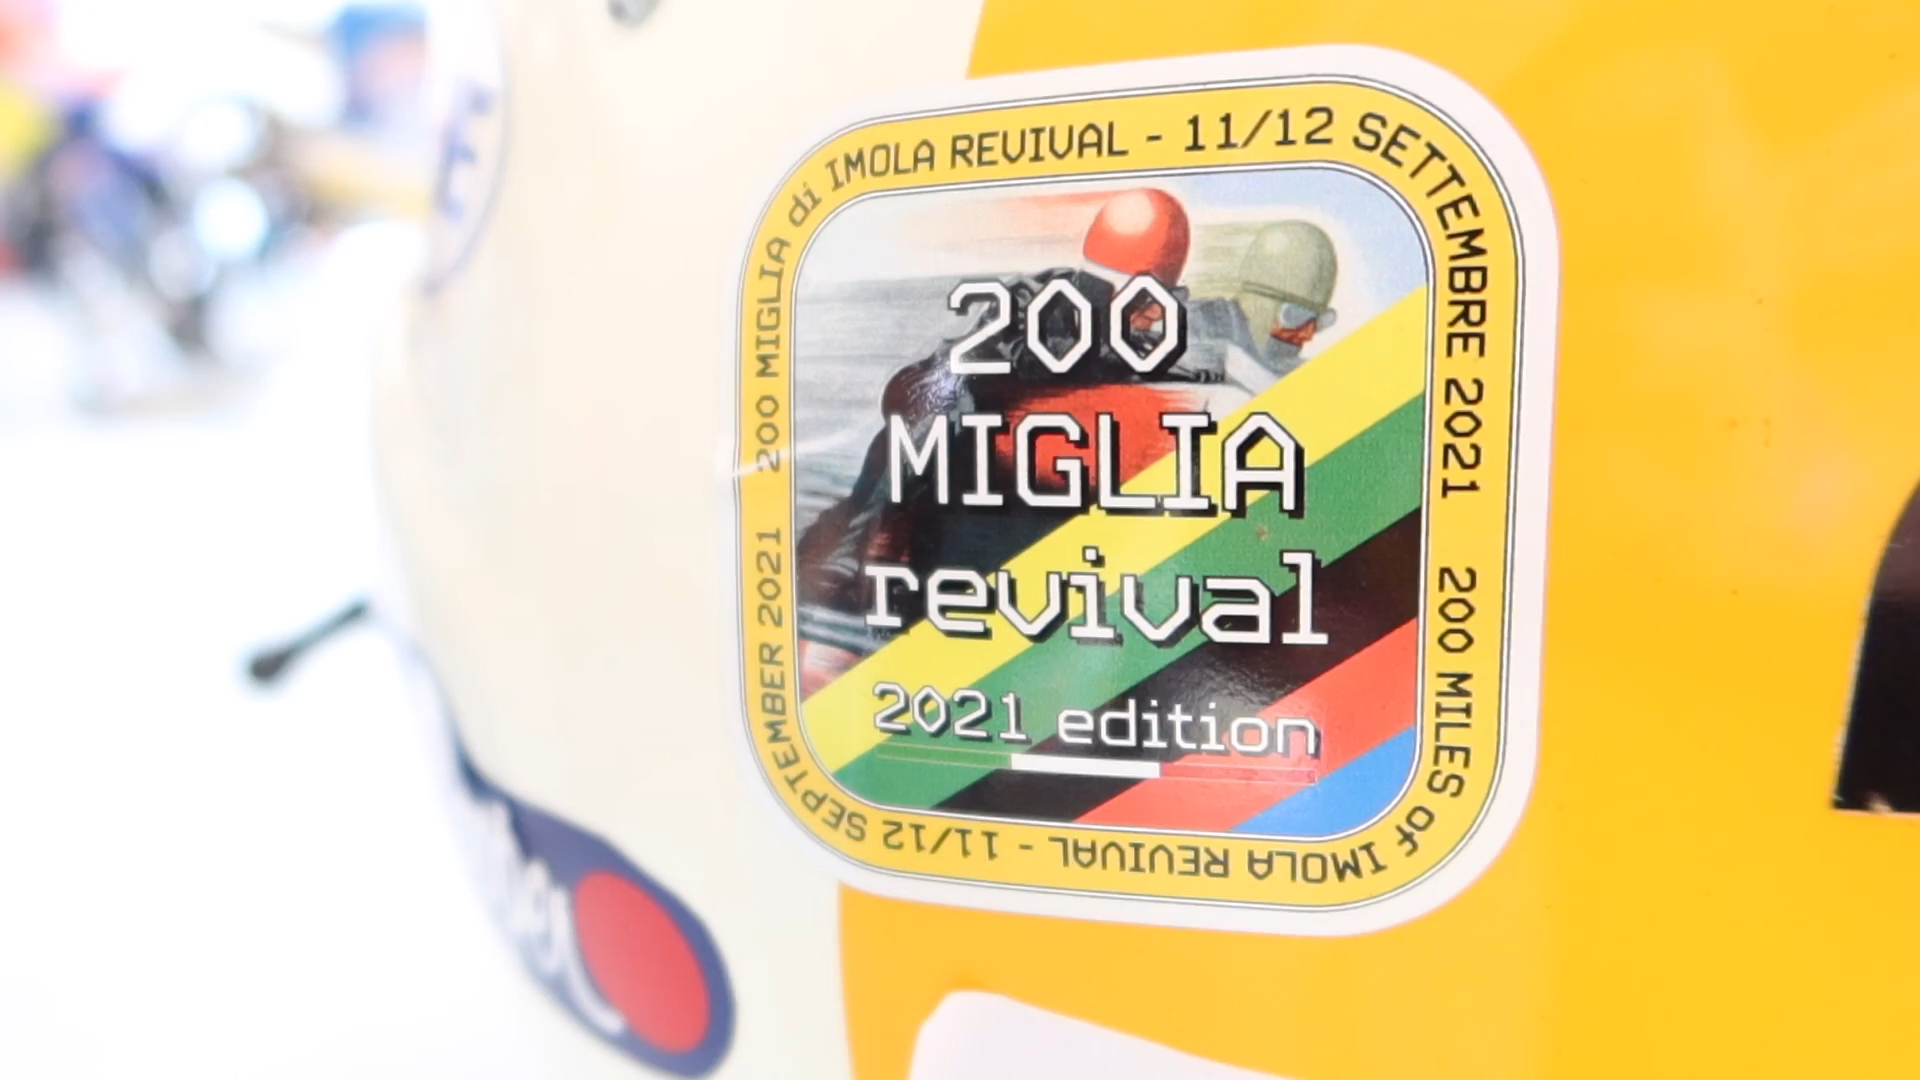 200 MIGLIA di IMOLA REVIVAL - 11/12 SETTEMBRE 2021
200
MIGLIA
revival
2021 edition
200 MILES OF IMOLA REVIVAL - 11/12 SEPTEMBER 2021